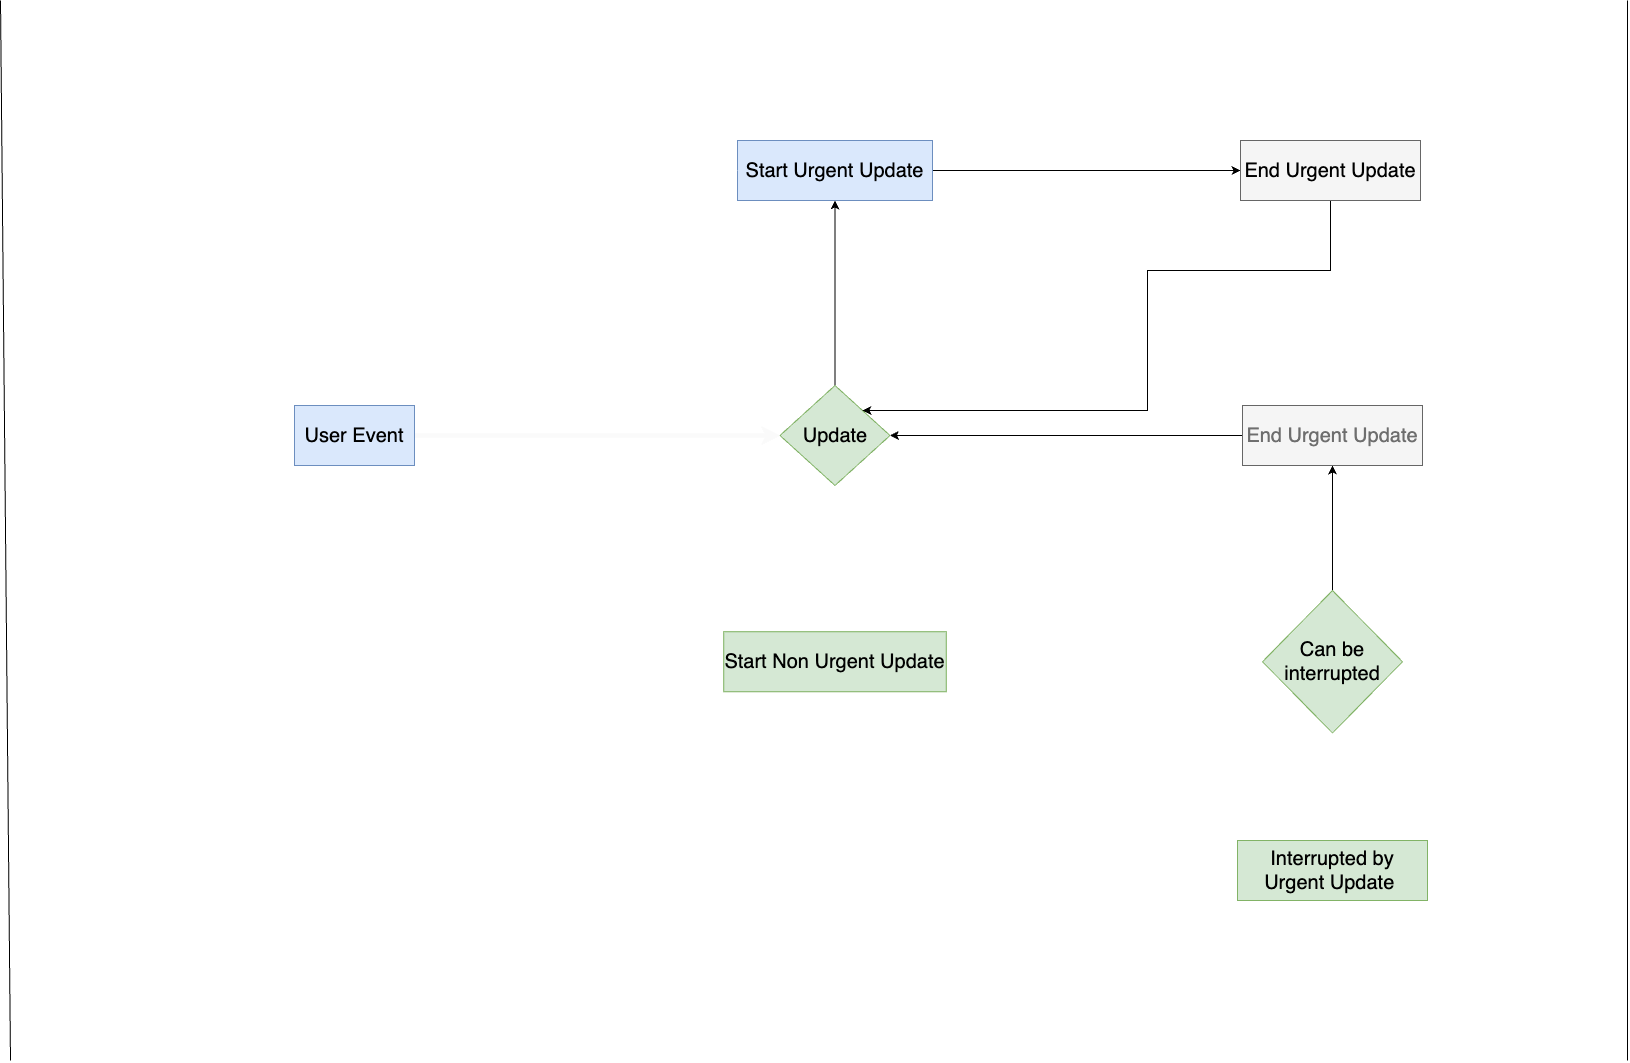 Start Urgent Update
End Urgent Update
User Event
Update
End Urgent Update
Start Non Urgent Update
Can be
interrupted
Interrupted by
Urgent Update